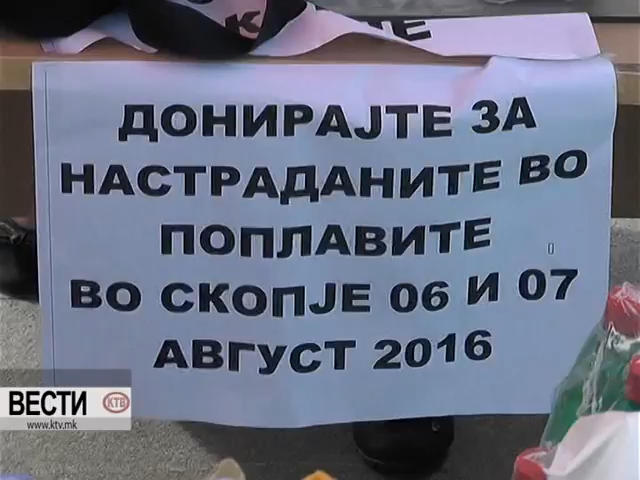 ДОНИРАЈТЕ ЗА
НАСТРАДАНИТЕ ВО
ПОПЛАВИТЕ
ВО СКОПЈЕ 06 И 07
АВГУСТ 2016
ВЕСТИ КТВ
www.ktv.mk